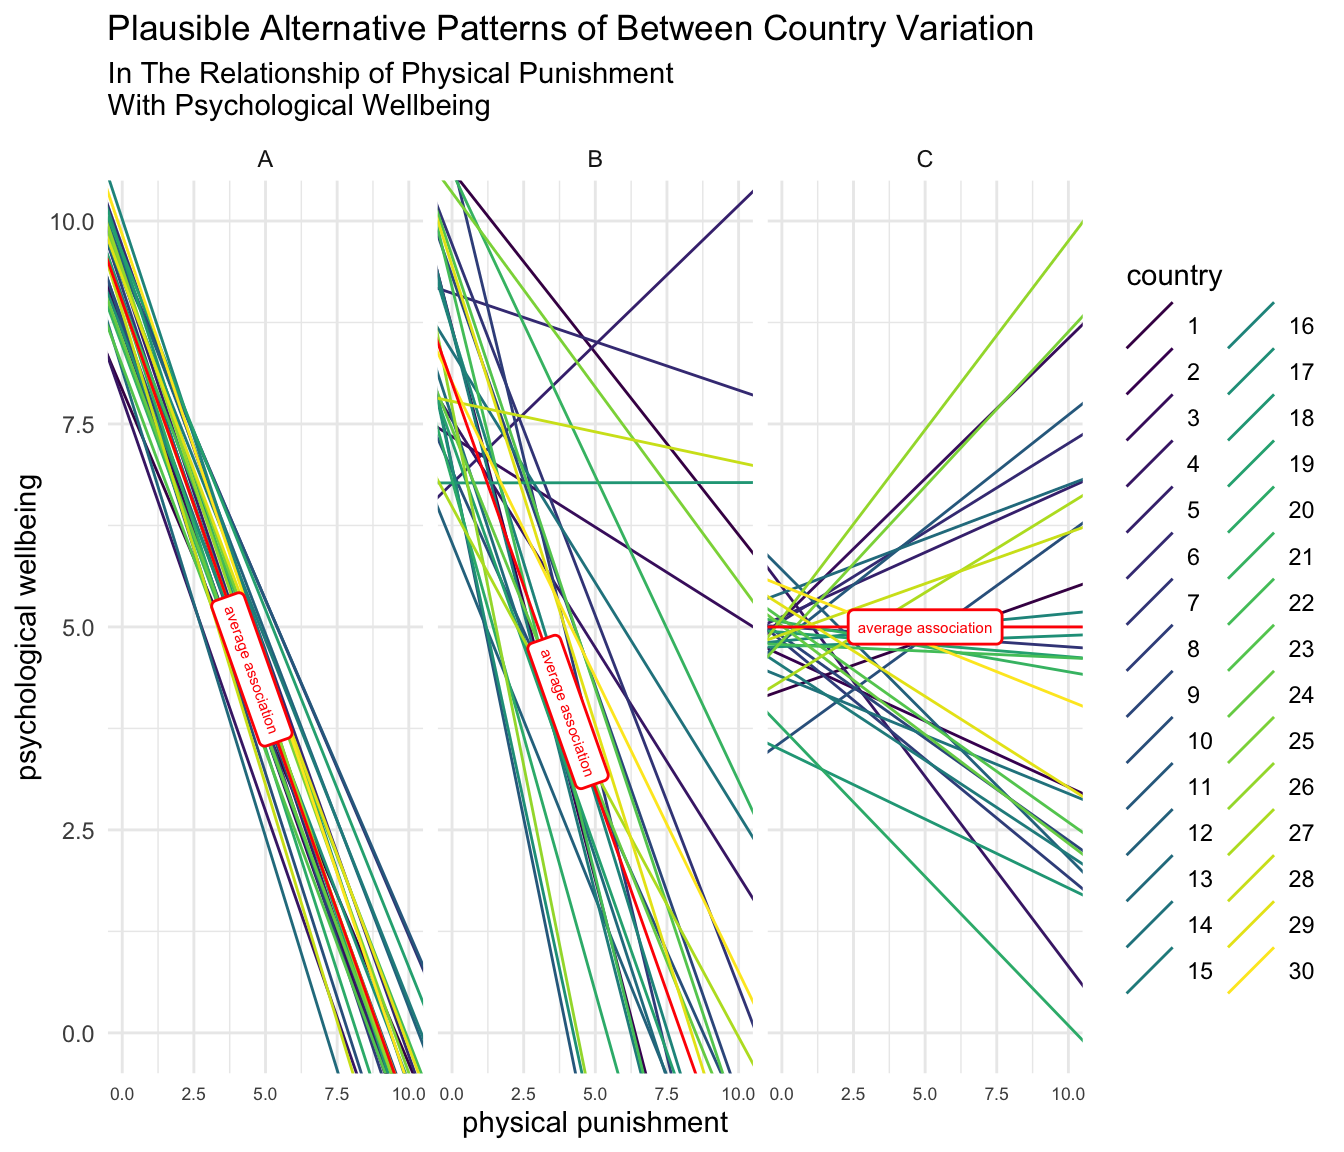 Plausible Alternative Patterns of Between Country Variation
In The Relationship of Physical Punishment
With Psychological Wellbeing
A
B
C
10.0
7.5
5.0
2.5
0.0
psychological wellbeing
average association
average association
average association
0.0 2.5 5.0 7.5 10.0
0.0 2.5 5.0 7.5 10.0
0.0 2.5 5.0 7.5 10.0
physical punishment
country
1 16
2 17
3 18
4 19
5 20
6 21
7 22
8 23
9 24
10 25
11 26
12 27
13 28
14 29
15 30